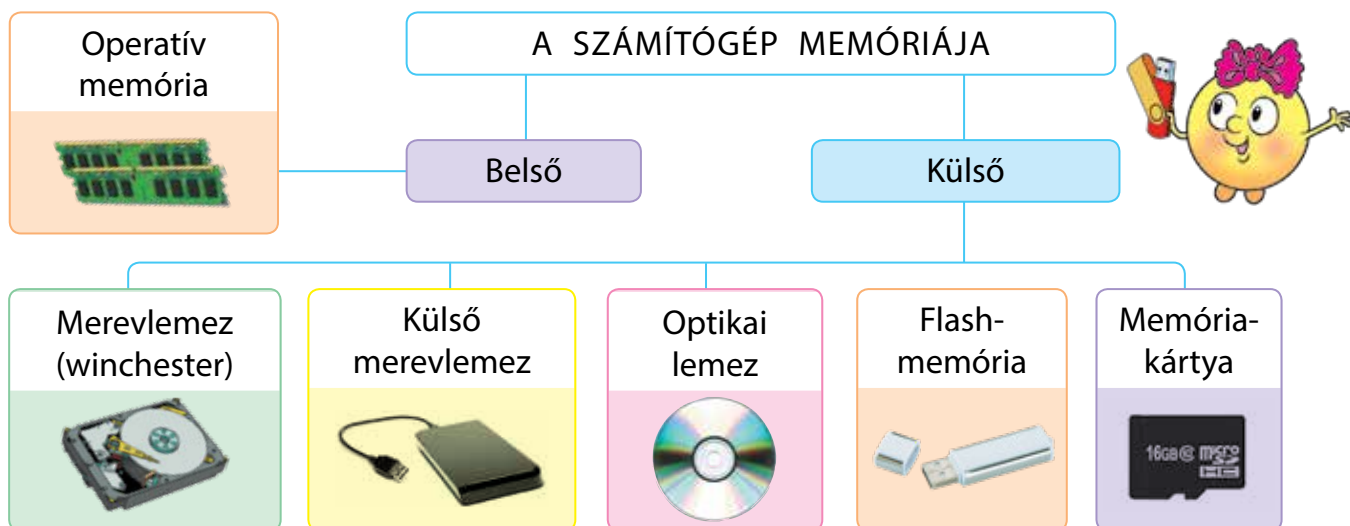 Operatív
memória
A SZÁMÍTÓGÉP MEMÓRIÁJA
Belső
Külső
Merevlemez
(winchester)
Külső
merevlemez
Optikai
lemez
Flash-
memória
Memória-
kártya
16GB
micro
SD
HC